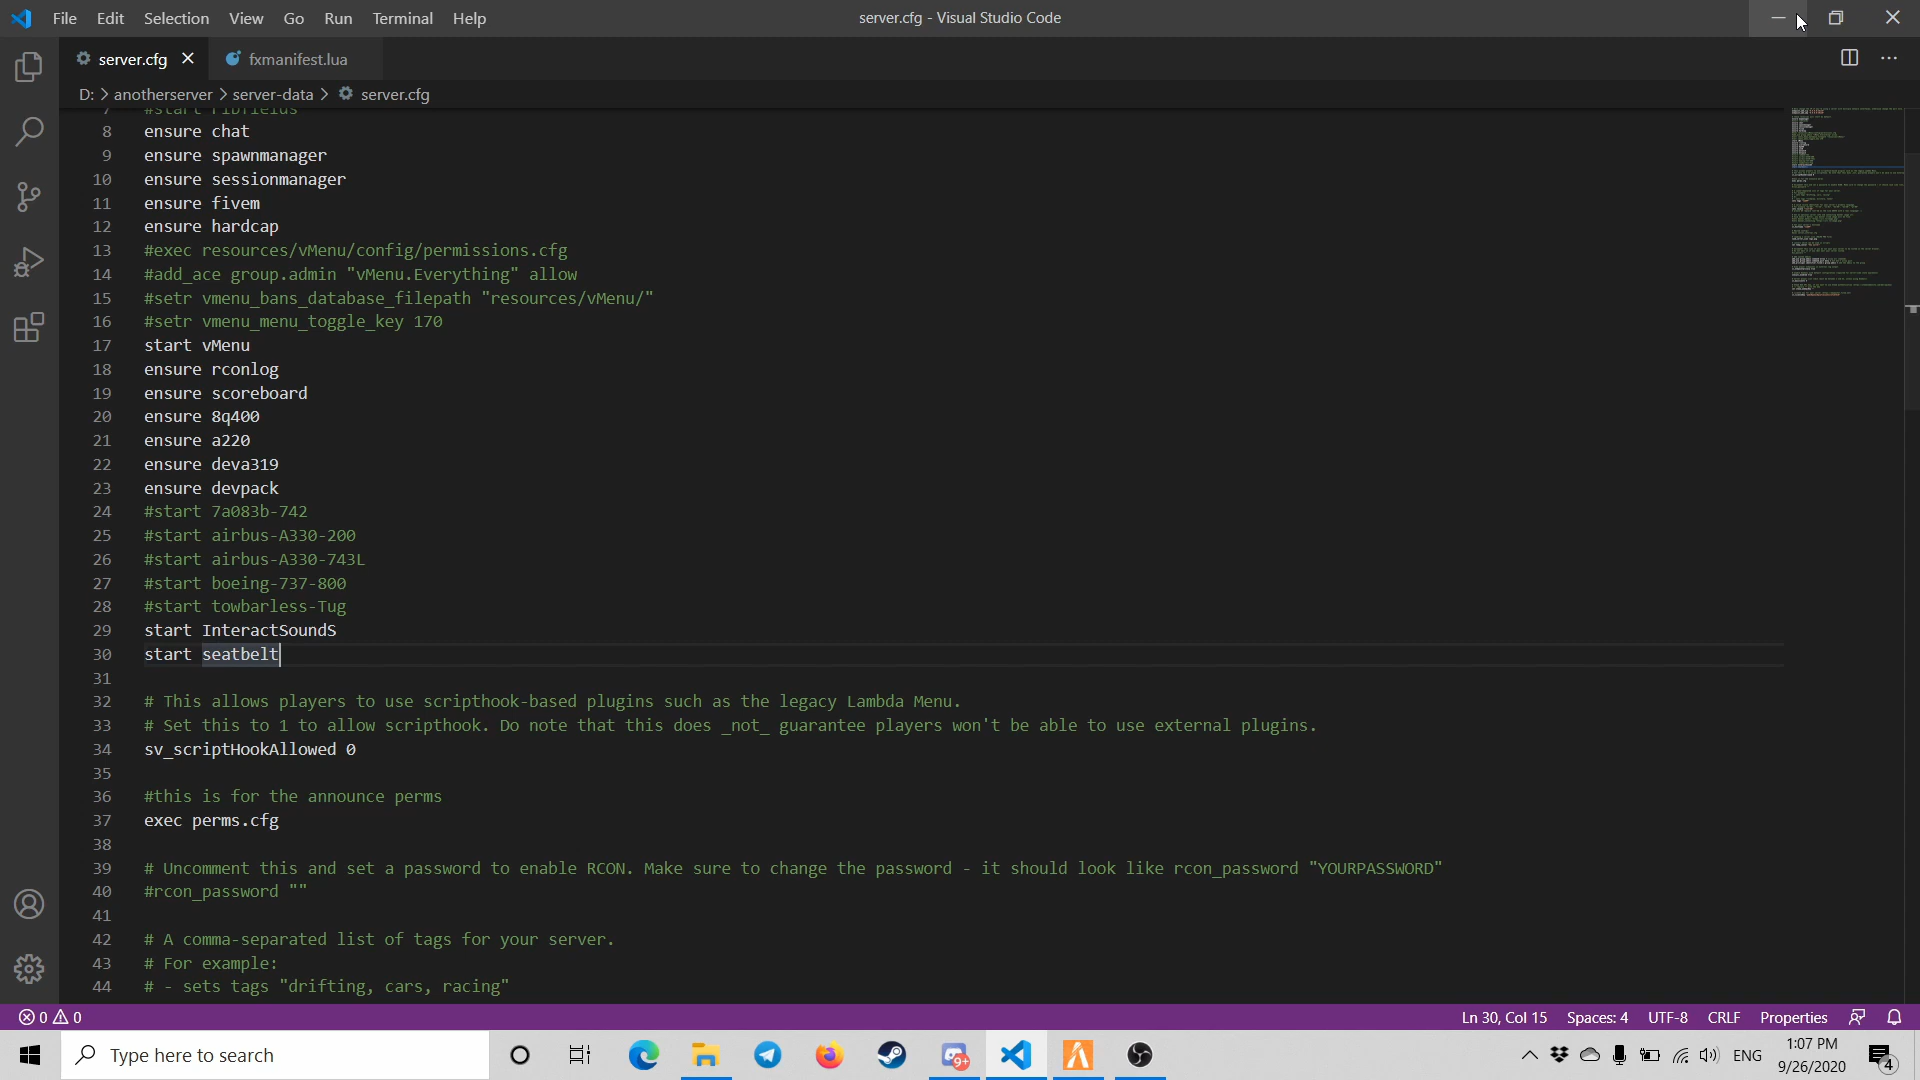 File Edit Selection View Go Run Terminal Help
server.cfg - Visual Studio Code
server.cfg
fxmanifest.lua
D: > anotherserver > server-data > server.cfg
8 ensure chat
9 ensure spawnmanager
10 ensure sessionmanager
11 ensure fivem
12 ensure hardcap
13 #exec resources/vMenu/config/permissions.cfg
14 #add_ace group.admin "vMenu.Everything" allow
15 #setr vmenu_bans_database_filepath "resources/vMenu/"
16 #setr vmenu_menu_toggle_key 170
17 start vMenu
18 ensure rconlog
19 ensure scoreboard
20 ensure 8q400
21 ensure a220
22 ensure deva319
23 ensure devpack
24 #start 7a083b-742
25 #start airbus-A330-200
26 #start airbus-A330-743L
27 #start boeing-737-800
28 #start towbarless-Tug
29 start InteractSoundS
30 start seatbelt
31
32 # This allows players to use scripthook-based plugins such as the legacy Lambda Menu.
33 # Set this to 1 to allow scripthook. Do note that this does _not_ guarantee players won't be able to use external plugins.
34 sv_scriptHookAllowed 0
35
36 #this is for the announce perms
37 exec perms.cfg
38
39 # Uncomment this and set a password to enable RCON. Make sure to change the password - it should look like rcon_password "YOURPASSWORD"
40 #rcon_password ""
41
42 # A comma-separated list of tags for your server.
43 # For example:
44 # - sets tags "drifting, cars, racing"
0 0
Ln 30, Col 15 Spaces: 4 UTF-8 CRLF Properties
Type here to search
9+
ENG
1:07 PM
9/26/2020
4